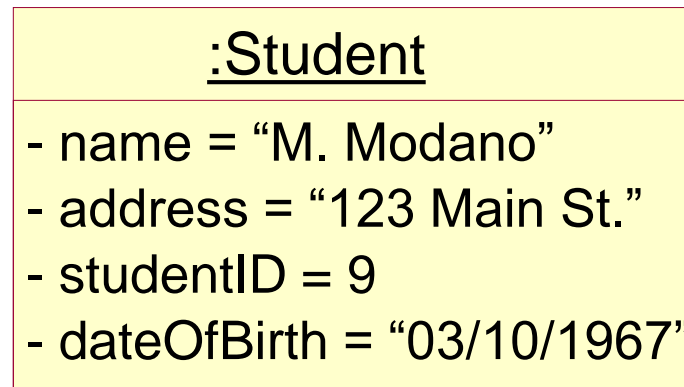 :Student
- name = “M. Modano”
- address = “123 Main St.”
- studentID = 9
- dateOfBirth = “03/10/1967”